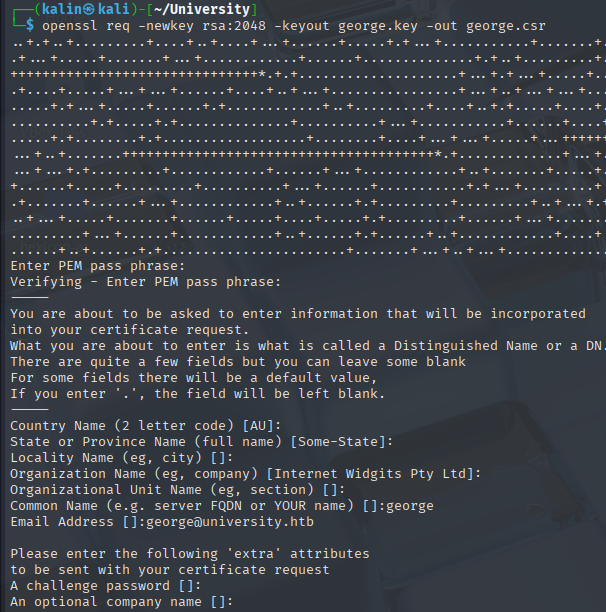 ┌──(kalin㉿kali)-[~/University]
└─$ openssl req -newkey rsa:2048 -keyout george.key -out george.csr
Enter PEM pass phrase:
Verifying - Enter PEM pass phrase:
-----
You are about to be asked to enter information that will be incorporated
into your certificate request.
What you are about to enter is what is called a Distinguished Name or a DN.
There are quite a few fields but you can leave some blank
For some fields there will be a default value,
If you enter '.', the field will be left blank.
-----
Country Name (2 letter code) [AU]:
State or Province Name (full name) [Some-State]:
Locality Name (eg, city) []:
Organization Name (eg, company) [Internet Widgits Pty Ltd]:
Organizational Unit Name (eg, section) []:
Common Name (e.g. server FQDN or YOUR name) []:george
Email Address []:george@university.htb
Please enter the following 'extra' attributes
to be sent with your certificate request
A challenge password []:
An optional company name []: